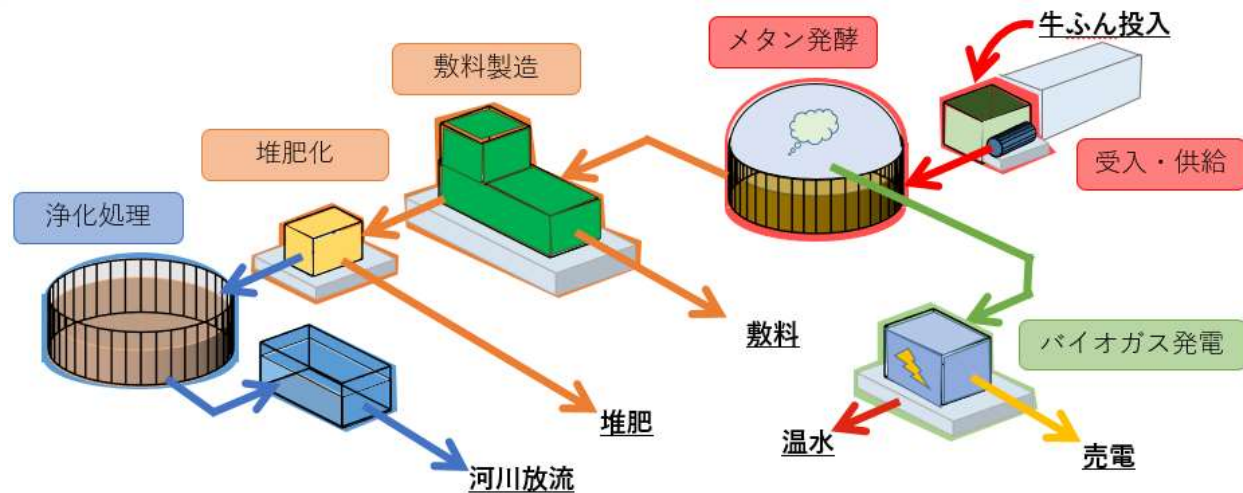 牛ふん投入
メタン発酵
敷料製造
堆肥化
受入・供給
浄化処理
敷料
バイオガス発電
堆肥
温水
売電
河川放流